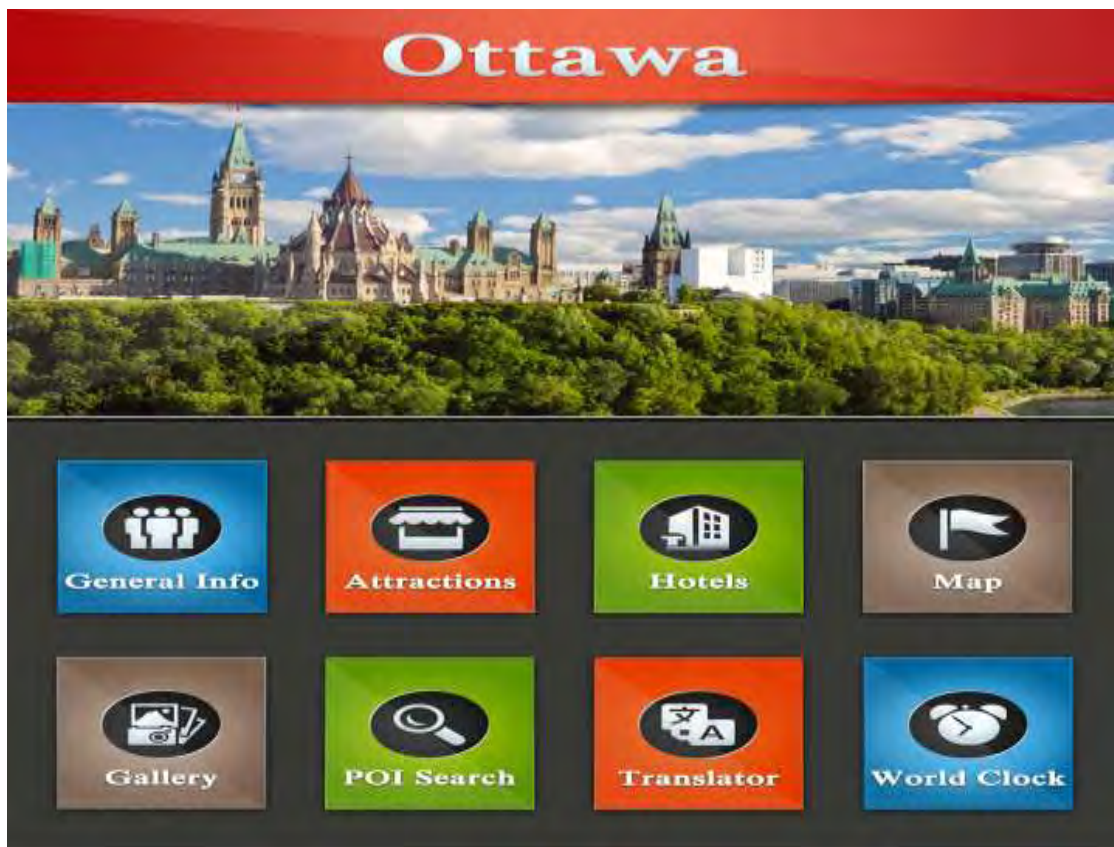 Ottawa
General Info
Attractions
Hotels
Map
Gallery
POI Search
Translator
World Clock